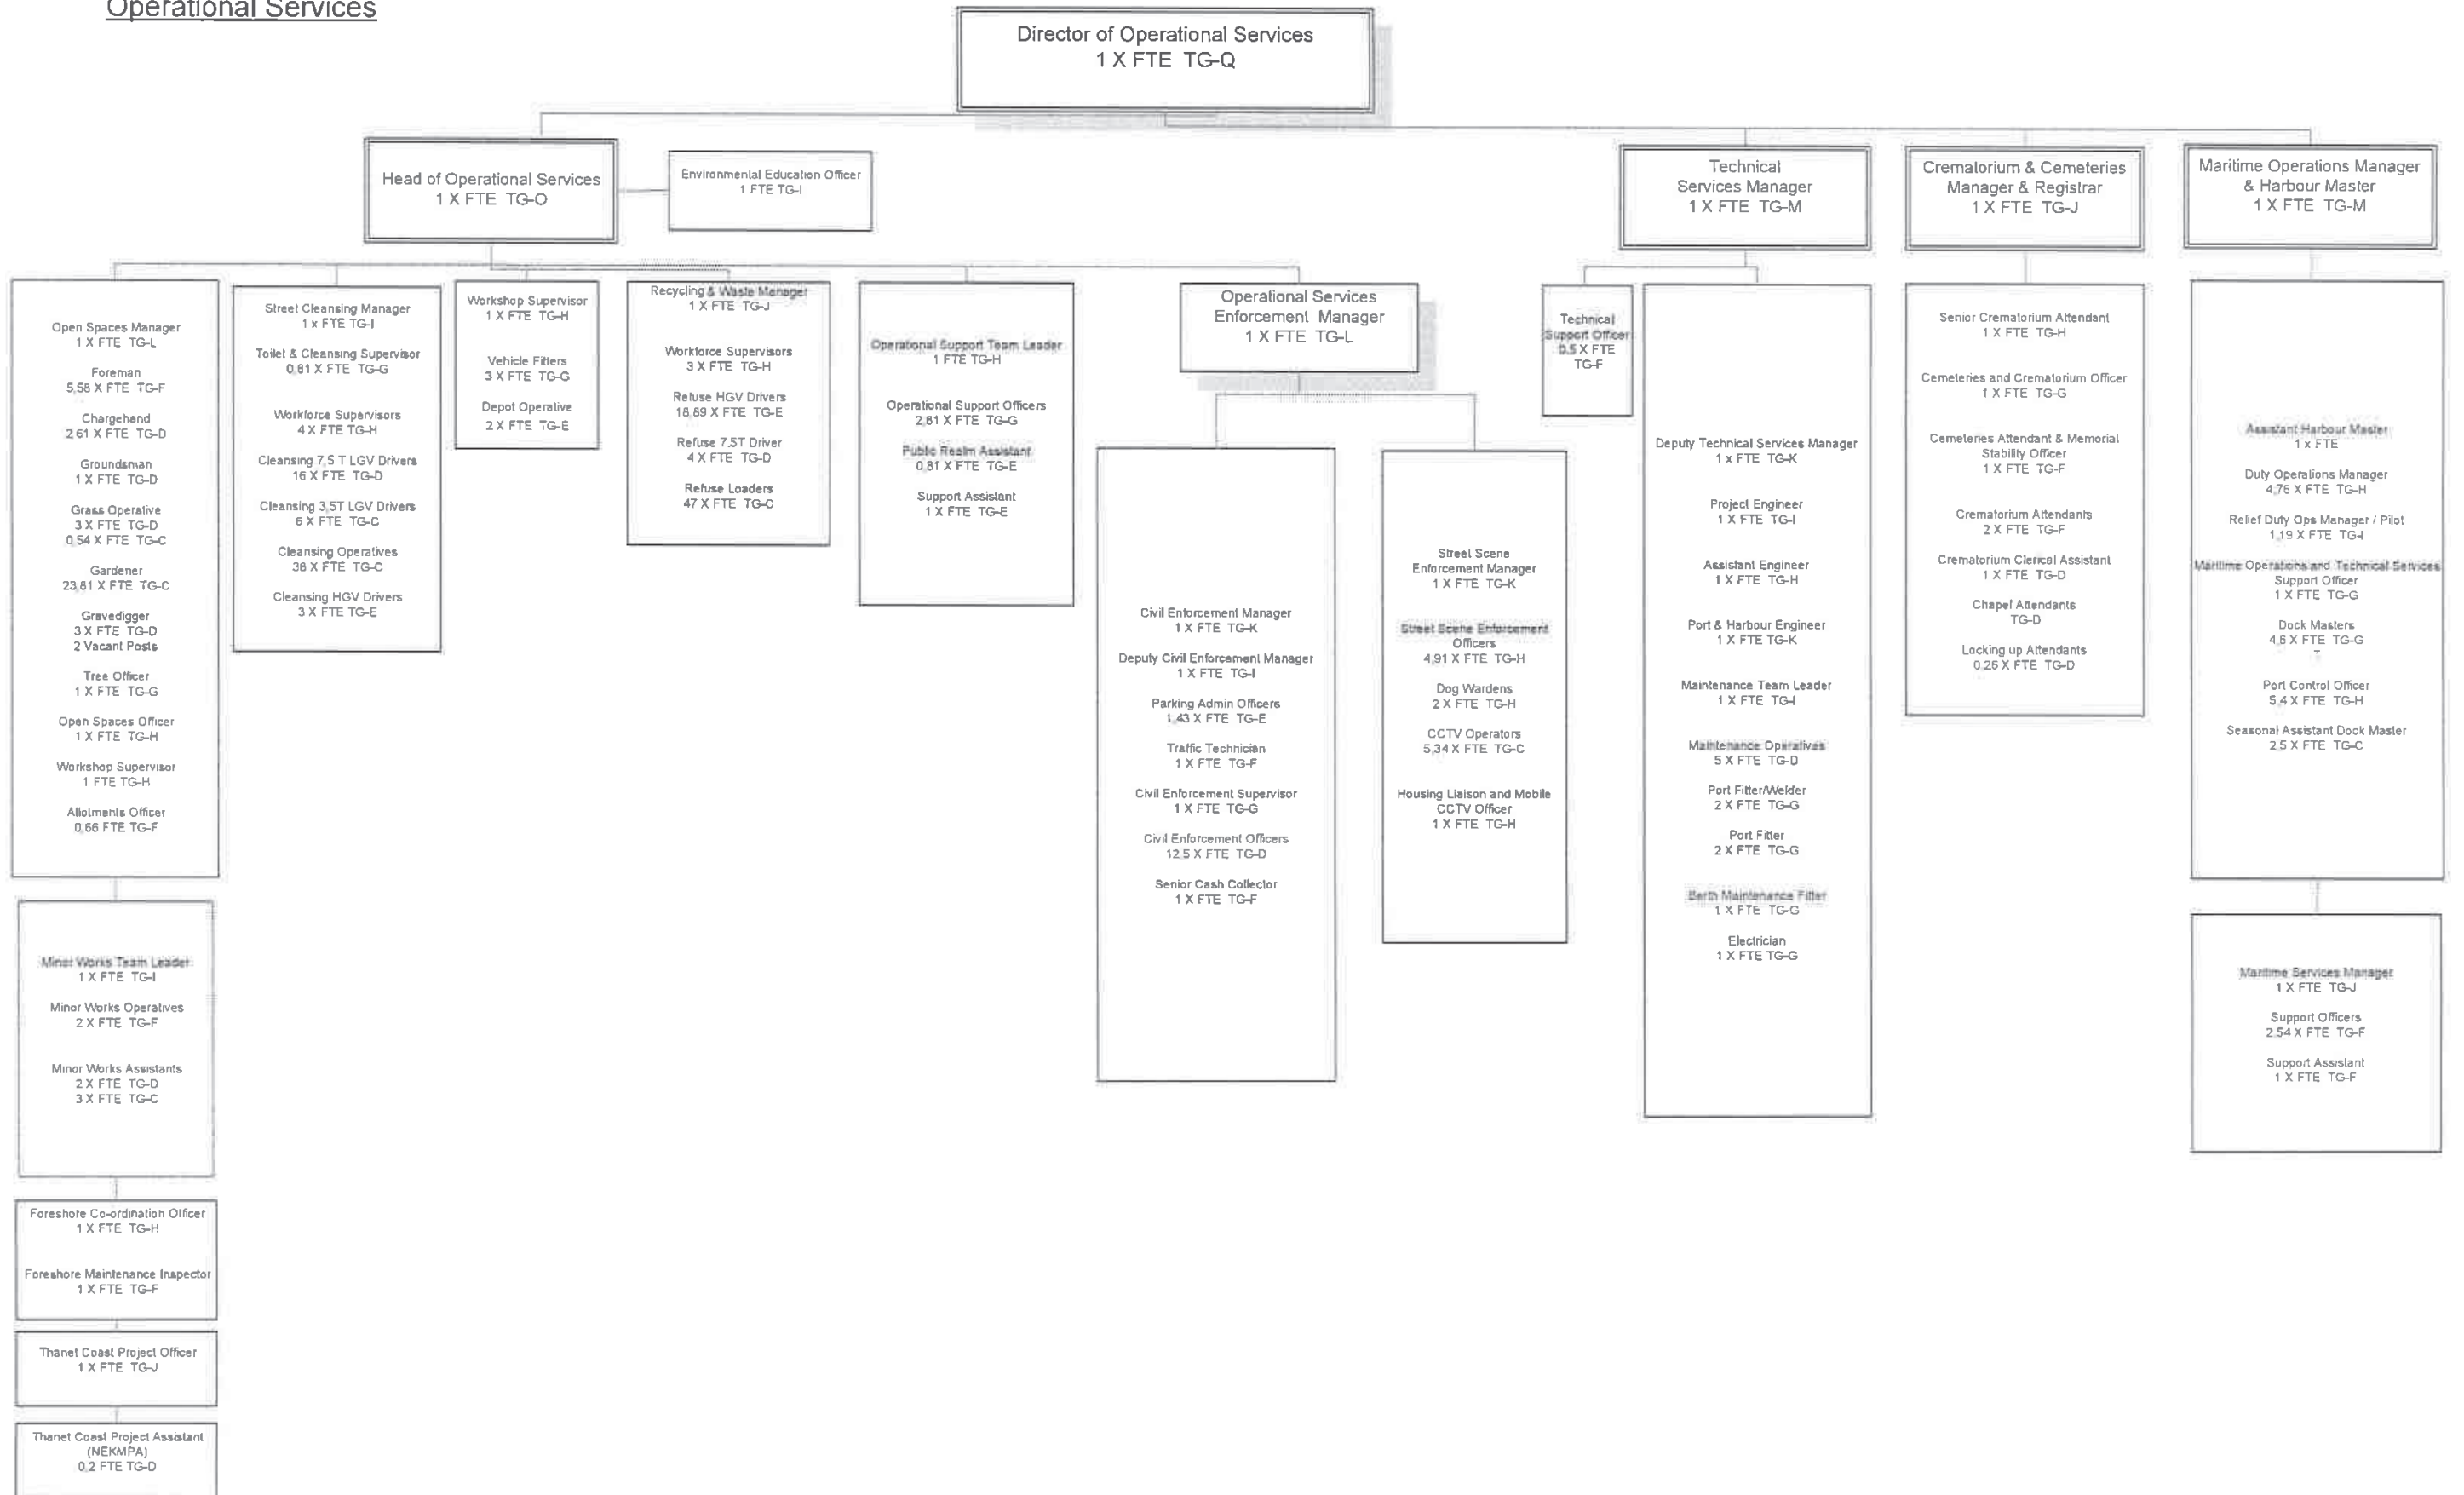 Operational Services
Director of Operational Services
1 X FTE TG-Q
Head of Operational Services
1 X FTE TG-O
Environmental Education Officer
1 FTE TG-I
Technical
Services Manager
1 X FTE TG-M
Crematorium & Cemeteries
Manager & Registrar
1 X FTE TG-J
Maritime Operations Manager
& Harbour Master
1 X FTE TG-M
Open Spaces Manager
1 X FTE TG-L
Foreman
5,58 X FTE TG-F
Chargehand
2 61 X FTE TG-D
Groundsman
1 X FTE TG-D
Grass Operative
3 X FTE TG-D
0,54 X FTE TG-C
Gardener
23,81 X FTE TG-C
Gravedigger
3 X FTE TG-D
2 Vacant Posts
Tree Officer
1 X FTE TG-G
Open Spaces Officer
1 X FTE TG-H
Workshop Supervisor
1 FTE TG-H
Allotments Officer
0,66 FTE TG-F
Minor Works Team Leader
1 X FTE TG-I
Minor Works Operatives
2 X FTE TG-F
Minor Works Assistants
2 X FTE TG-D
3 X FTE TG-C
Foreshore Co-ordination Officer
1 X FTE TG-H
Foreshore Maintenance Inspector
1 X FTE TG-F
Thanet Coast Project Officer
1 X FTE TG-J
Thanet Coast Project Assistant
(NEKMPA)
0,2 FTE TG-D
Street Cleansing Manager
1 x FTE TG-I
Toilet & Cleansing Supervisor
0,81 X FTE TG-G
Workforce Supervisors
4 X FTE TG-H
Cleansing 7,5 T LGV Drivers
16 X FTE TG-D
Cleansing 3,5T LGV Drivers
6 X FTE TG-C
Cleansing Operatives
38 X FTE TG-C
Cleansing HGV Drivers
3 X FTE TG-E
Workshop Supervisor
1 X FTE TG-H
Vehicle Fitters
3 X FTE TG-G
Depot Operative
2 X FTE TG-E
Recycling & Waste Manager
1 X FTE TG-J
Workforce Supervisors
3 X FTE TG-H
Refuse HGV Drivers
18,89 X FTE TG-E
Refuse 7,5T Driver
4 X FTE TG-D
Refuse Loaders
47 X FTE TG-C
Operational Support Team Leader
1 FTE TG-H
Operational Support Officers
2,81 X FTE TG-G
Public Realm Assistant
0,81 X FTE TG-E
Support Assistant
1 X FTE TG-E
Operational Services
Enforcement Manager
1 X FTE TG-L
Civil Enforcement Manager
1 X FTE TG-K
Deputy Civil Enforcement Manager
1 X FTE TG-I
Parking Admin Officers
1,43 X FTE TG-E
Traffic Technician
1 X FTE TG-F
Civil Enforcement Supervisor
1 X FTE TG-G
Civil Enforcement Officers
12.5 X FTE TG-D
Senior Cash Collector
1 X FTE TG-F
Street Scene
Enforcement Manager
1 X FTE TG-K
Street Scene Enforcement
Officers
4,91 X FTE TG-H
Dog Wardens
2 X FTE TG-H
CCTV Operators
5,34 X FTE TG-C
Housing Liaison and Mobile
CCTV Officer
1 X FTE TG-H
Technical
Support Officer
0.5 X FTE
TG-F
Deputy Technical Services Manager
1 x FTE TG-K
Project Engineer
1 X FTE TG-I
Assistant Engineer
1 X FTE TG-H
Port & Harbour Engineer
1 X FTE TG-K
Maintenance Team Leader
1 X FTE TG-I
Maintenance Operatives
5 X FTE TG-D
Port Fitter/Welder
2 X FTE TG-G
Port Fitter
2 X FTE TG-G
Berth Maintenance Fitter
1 X FTE TG-G
Electrician
1 X FTE TG-G
Senior Crematorium Attendant
1 X FTE TG-H
Cemeteries and Crematorium Officer
1 X FTE TG-G
Cemeteries Attendant & Memorial
Stability Officer
1 X FTE TG-F
Crematorium Attendants
2 X FTE TG-F
Crematorium Clerical Assistant
1 X FTE TG-D
Chapel Attendants
TG-D
Locking up Attendants
0.26 X FTE TG-D
Assistant Harbour Master
1 x FTE
Duty Operations Manager
4,76 X FTE TG-H
Relief Duty Ops Manager / Pilot
1,19 X FTE TG-I
Maritime Operations and Technical Services
Support Officer
1 X FTE TG-G
Dock Masters
4,6 X FTE TG-G
Port Control Officer
5,4 X FTE TG-H
Seasonal Assistant Dock Master
2.5 X FTE TG-C
Maritime Services Manager
1 X FTE TG-J
Support Officers
2.54 X FTE TG-F
Support Assistant
1 X FTE TG-F